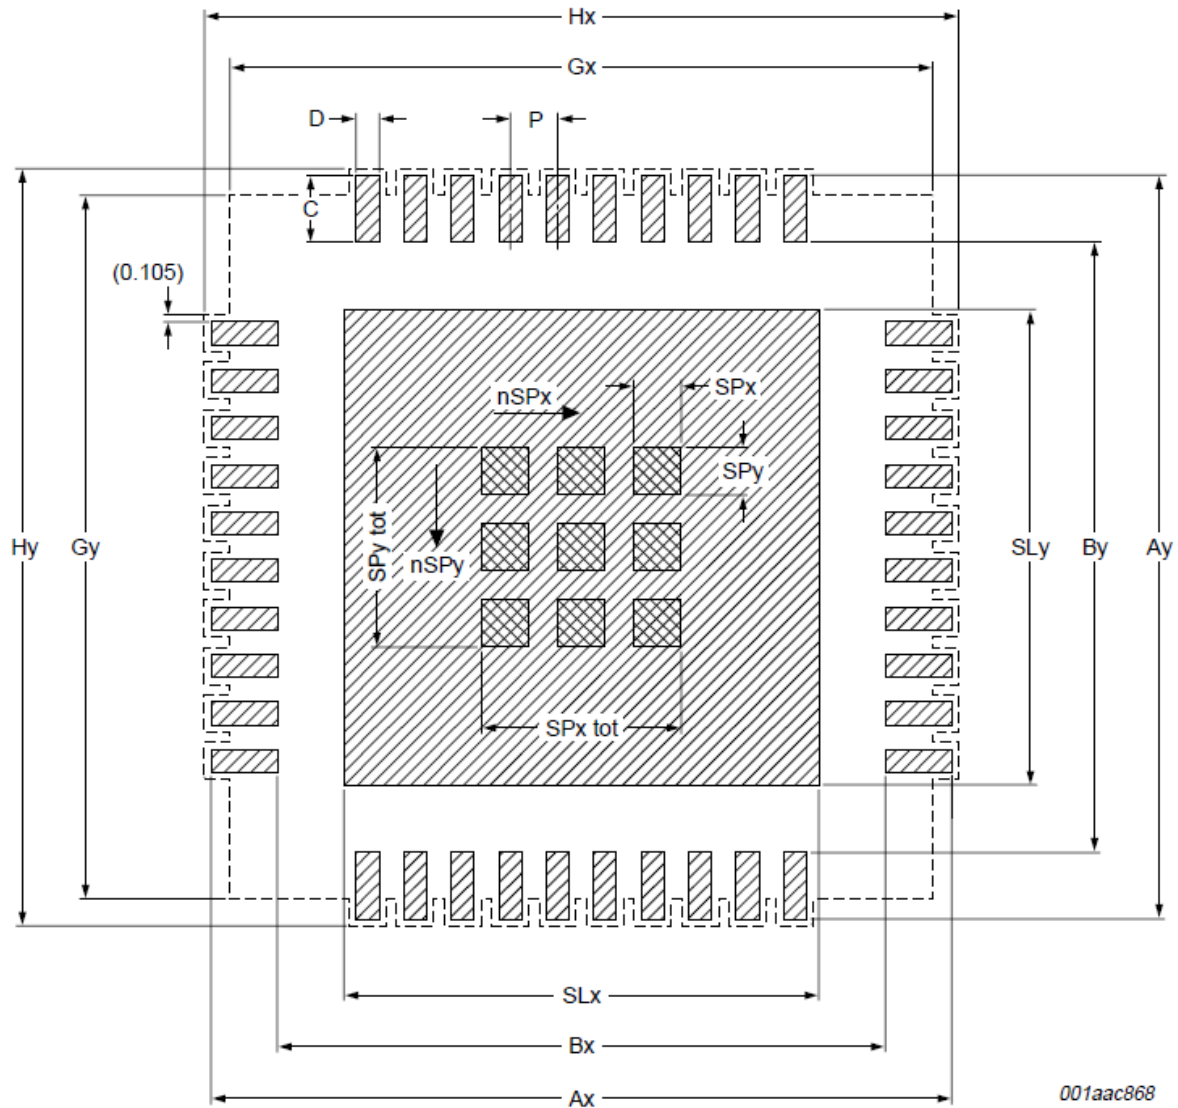 Hx
Gx
D
P
C
(0.105)
SPx
nSPx
SPy
SPy tot
nSPy
Hy
Gy
SLy
By
Ay
SPx tot
SLx
Bx
Ax
001aac868